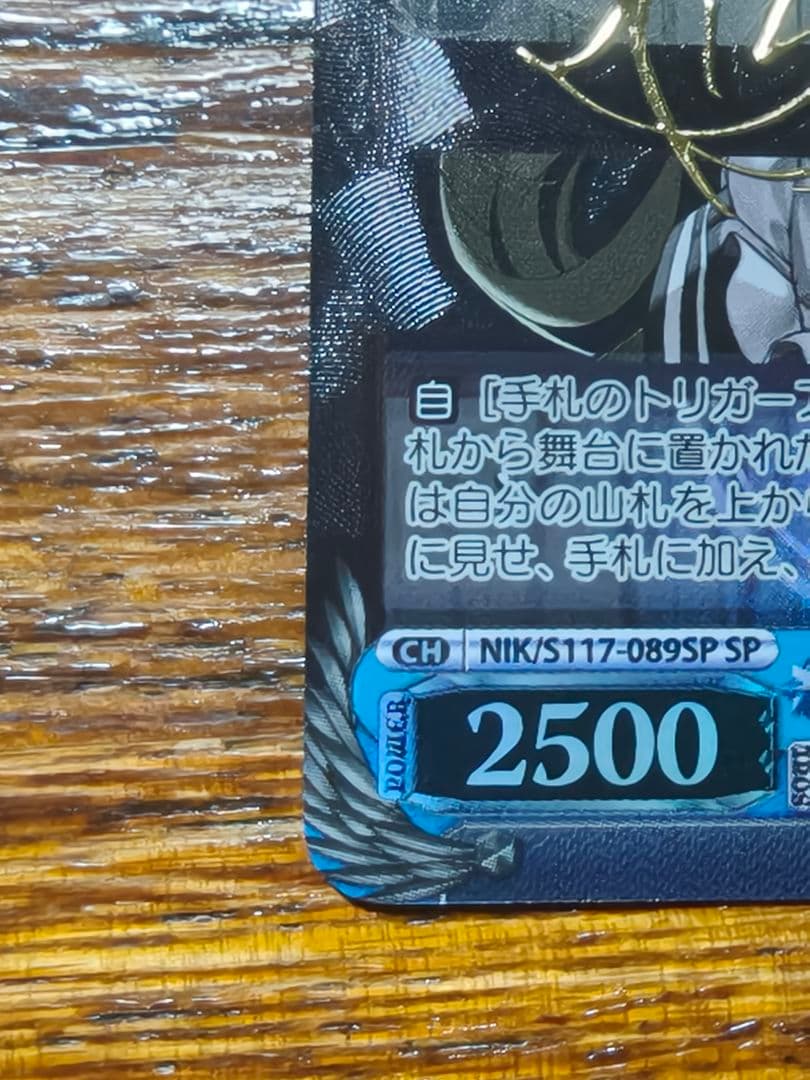 自 [手札のトリガー
札から舞台に置かれた
は自分の山札を上か
に見せ、手札に加え、
CH NIK/S117-089SP SP
POWER 2500
SOUL